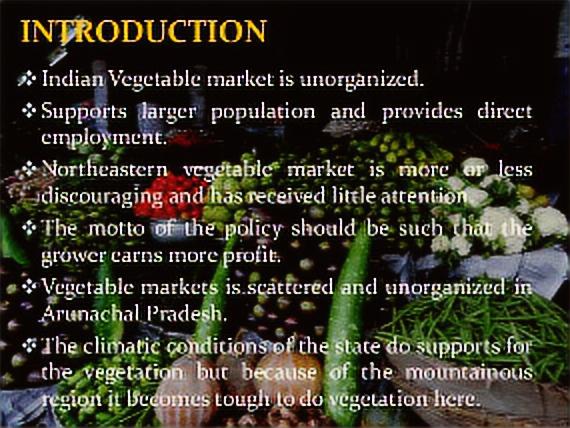 INTRODUCTION
❖ Indian Vegetable market is unorganized.
❖ Supports larger population and provides direct
employment.
❖ Northeastern vegetable market is more or less
discouraging and has received little attention.
❖ The motto of the policy should be such that the
grower earns more profit.
❖ Vegetable markets is scattered and unorganized in
Arunachal Pradesh.
❖ The climatic conditions of the state do supports for
the vegetation but because of the mountainous
region it becomes tough to do vegetation here.